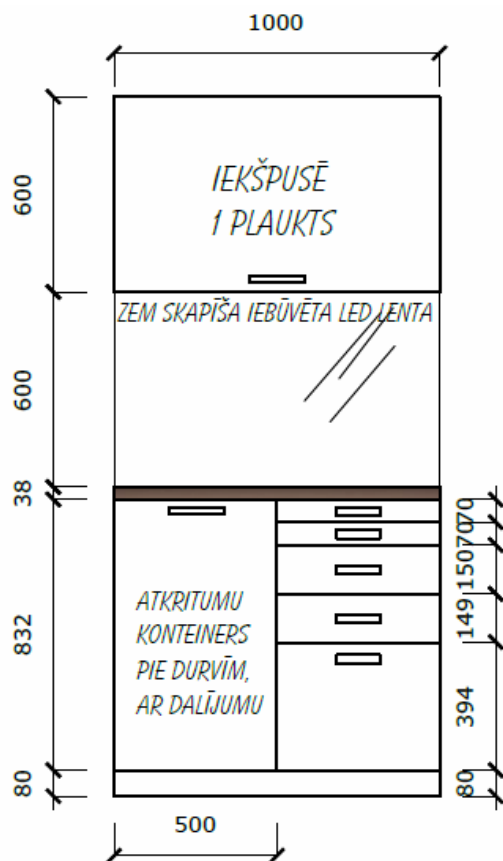 1000
600
IEKŠPUSĒ
1 PLAUKTS
ZEM SKAPĪŠA IEBŪVĒTA LED LENTA
600
38
70
70
150
149
832
ATKRITUMU
KONTEINERS
PIE DURVĪM,
AR DALĪJUMU
394
80
80
500